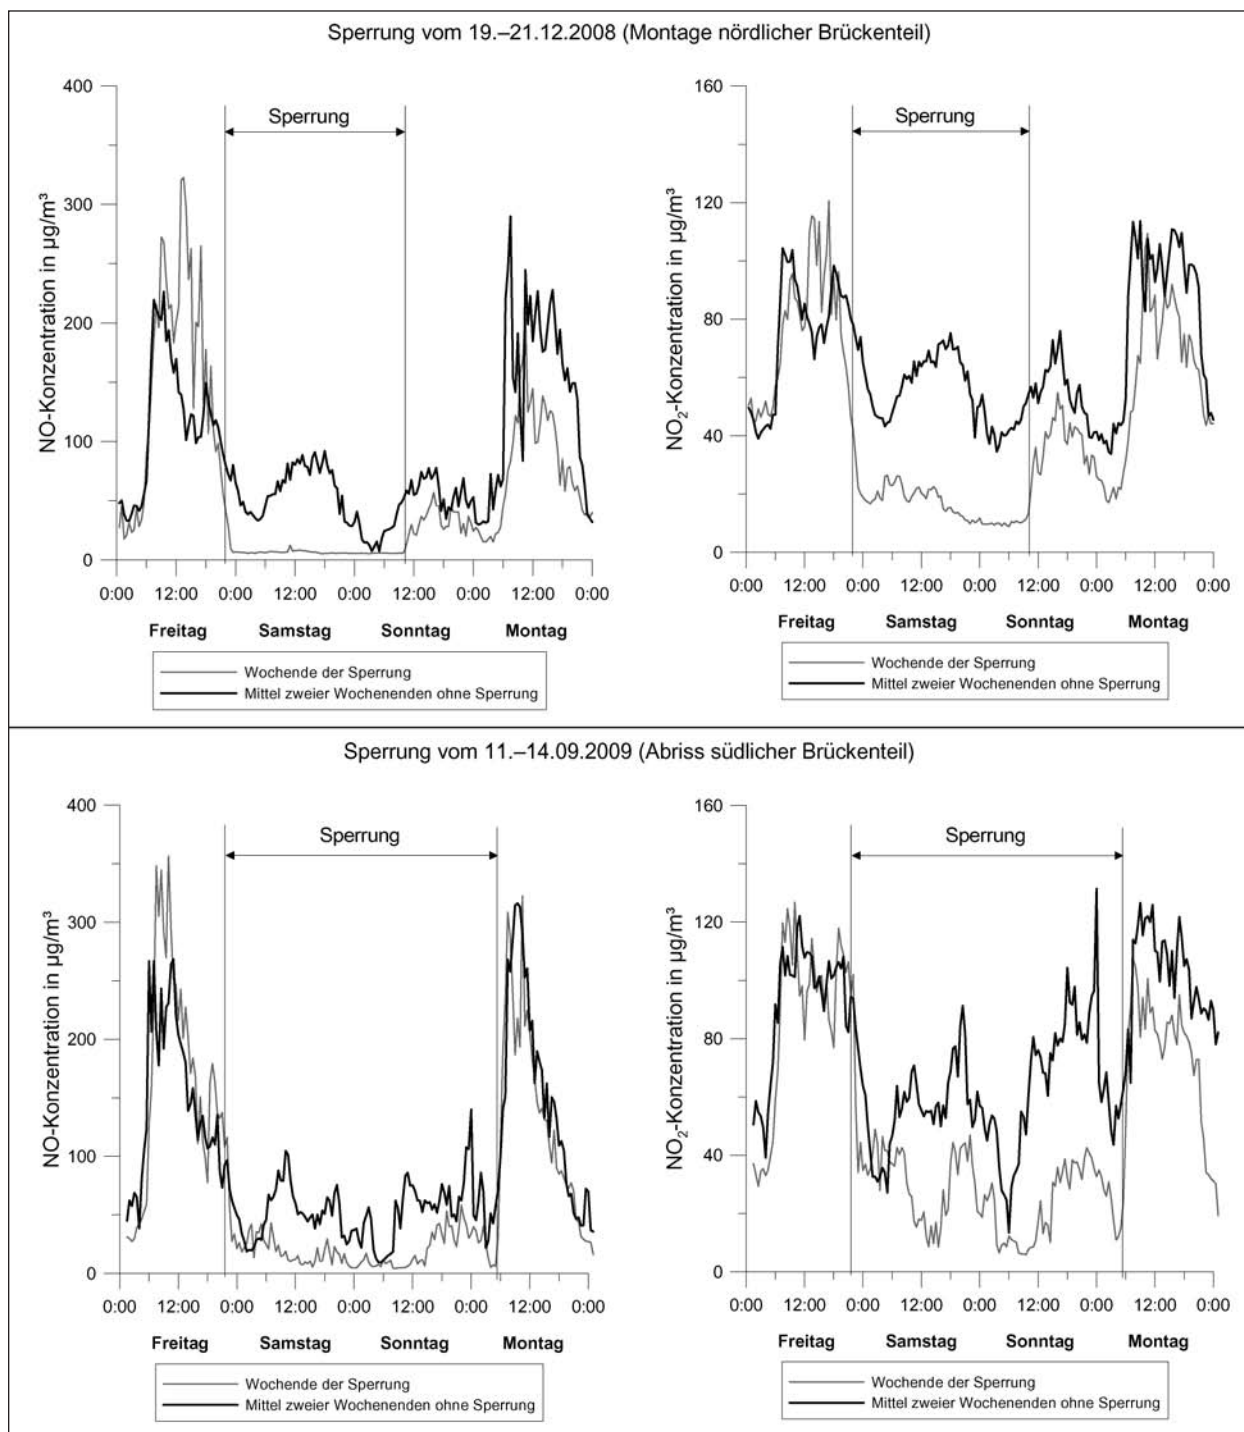 Sperrung vom 19.–21.12.2008 (Montage nördlicher Brückenteil)
NO-Konzentration in µg/m³
400
300
200
100
0
Sperrung
0:00 12:00 0:00 12:00 0:00 12:00 0:00 12:00 0:00
Freitag Samstag Sonntag Montag
Wochende der Sperrung
Mittel zweier Wochenenden ohne Sperrung
NO₂-Konzentration in µg/m³
160
120
80
40
0
Sperrung
0:00 12:00 0:00 12:00 0:00 12:00 0:00 12:00 0:00
Freitag Samstag Sonntag Montag
Wochende der Sperrung
Mittel zweier Wochenenden ohne Sperrung
Sperrung vom 11.–14.09.2009 (Abriss südlicher Brückenteil)
NO-Konzentration in µg/m³
400
300
200
100
0
Sperrung
0:00 12:00 0:00 12:00 0:00 12:00 0:00 12:00 0:00
Freitag Samstag Sonntag Montag
Wochende der Sperrung
Mittel zweier Wochenenden ohne Sperrung
NO₂-Konzentration in µg/m³
160
120
80
40
0
Sperrung
0:00 12:00 0:00 12:00 0:00 12:00 0:00 12:00 0:00
Freitag Samstag Sonntag Montag
Wochende der Sperrung
Mittel zweier Wochenenden ohne Sperrung